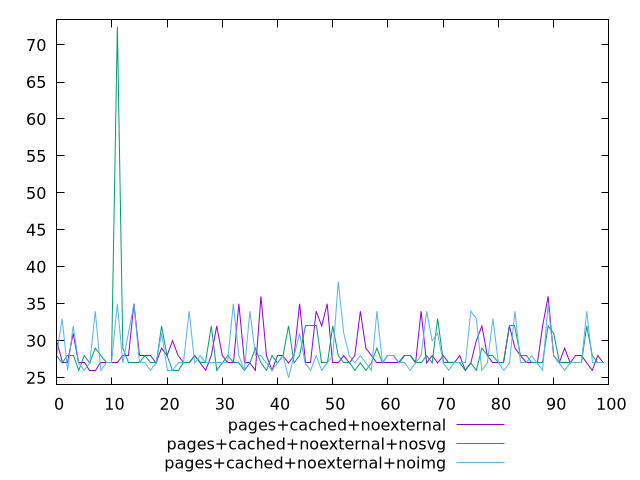 70
65
60
55
50
45
40
35
30
25
0 10 20 30 40 50 60 70 80 90 100
pages+cached+noexternal
pages+cached+noexternal+nosvg
pages+cached+noexternal+noimg